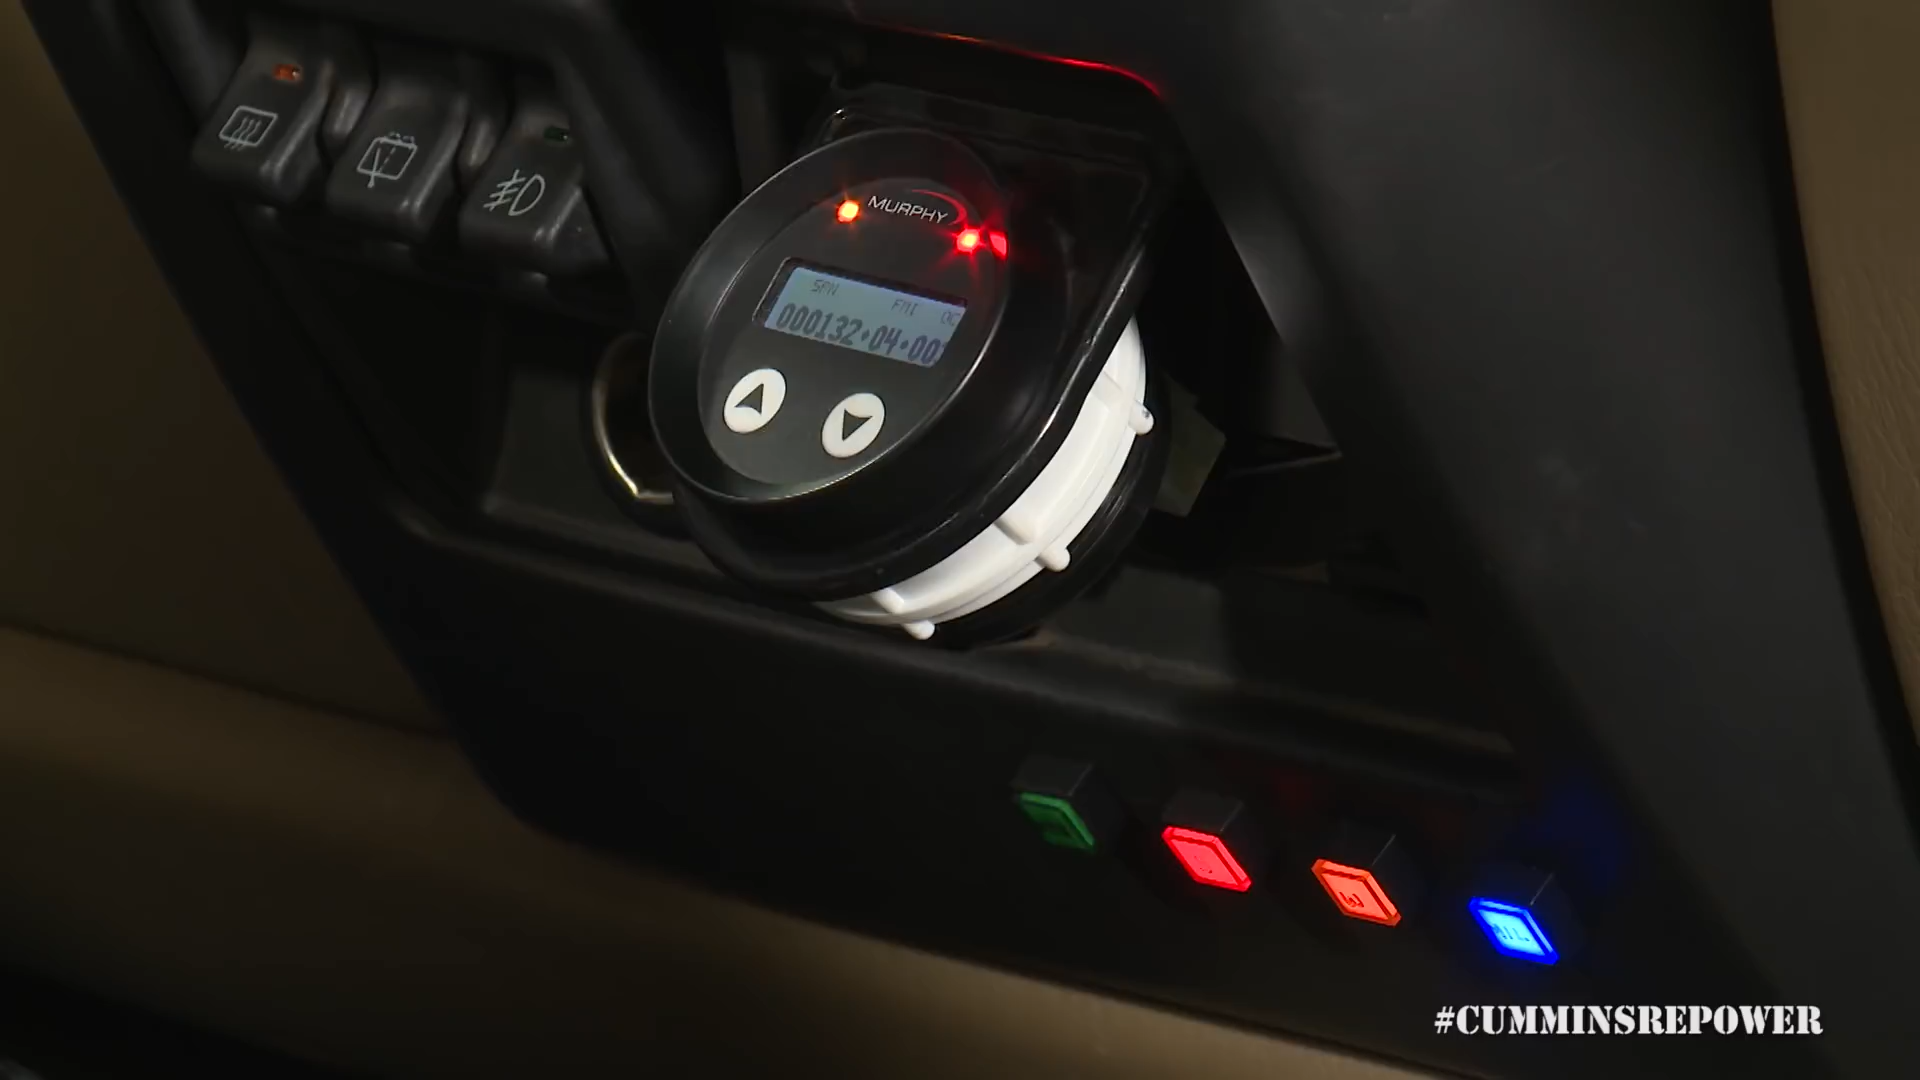 MURPHY
SPN FMI OC
000132•04•00
W
#CUMMINSREPOWER